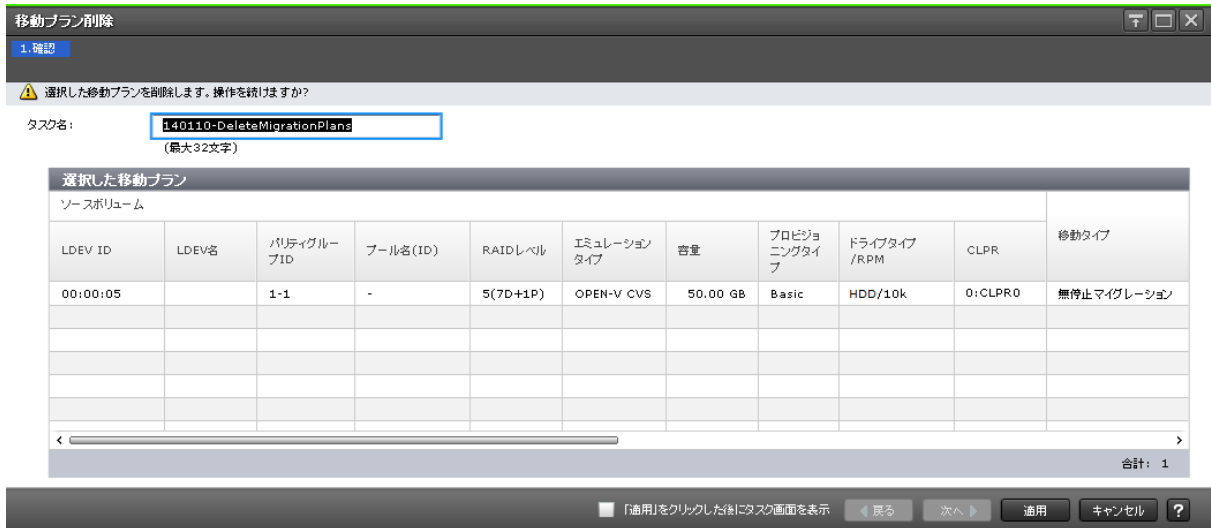 移動プラン削除
1.確認
選択した移動プランを削除します。操作を続けますか?
タスク名:
140110-DeleteMigrationPlans
(最大32文字)
選択した移動プラン
ソースボリューム
移動タイプ
LDEV ID
LDEV名
パリティグルー
プID
プール名(ID)
RAIDレベル
エミュレーション
タイプ
容量
プロビジョ
ニングタイ
プ
ドライブタイプ
/RPM
CLPR
00:00:05 1-1 - 5(7D+1P) OPEN-V CVS 50.00 GB Basic HDD/10k 0:CLPR0 無停止マイグレーション
合計: 1
「適用」をクリックした後にタスク画面を表示
戻る
次へ
適用
キャンセル
?